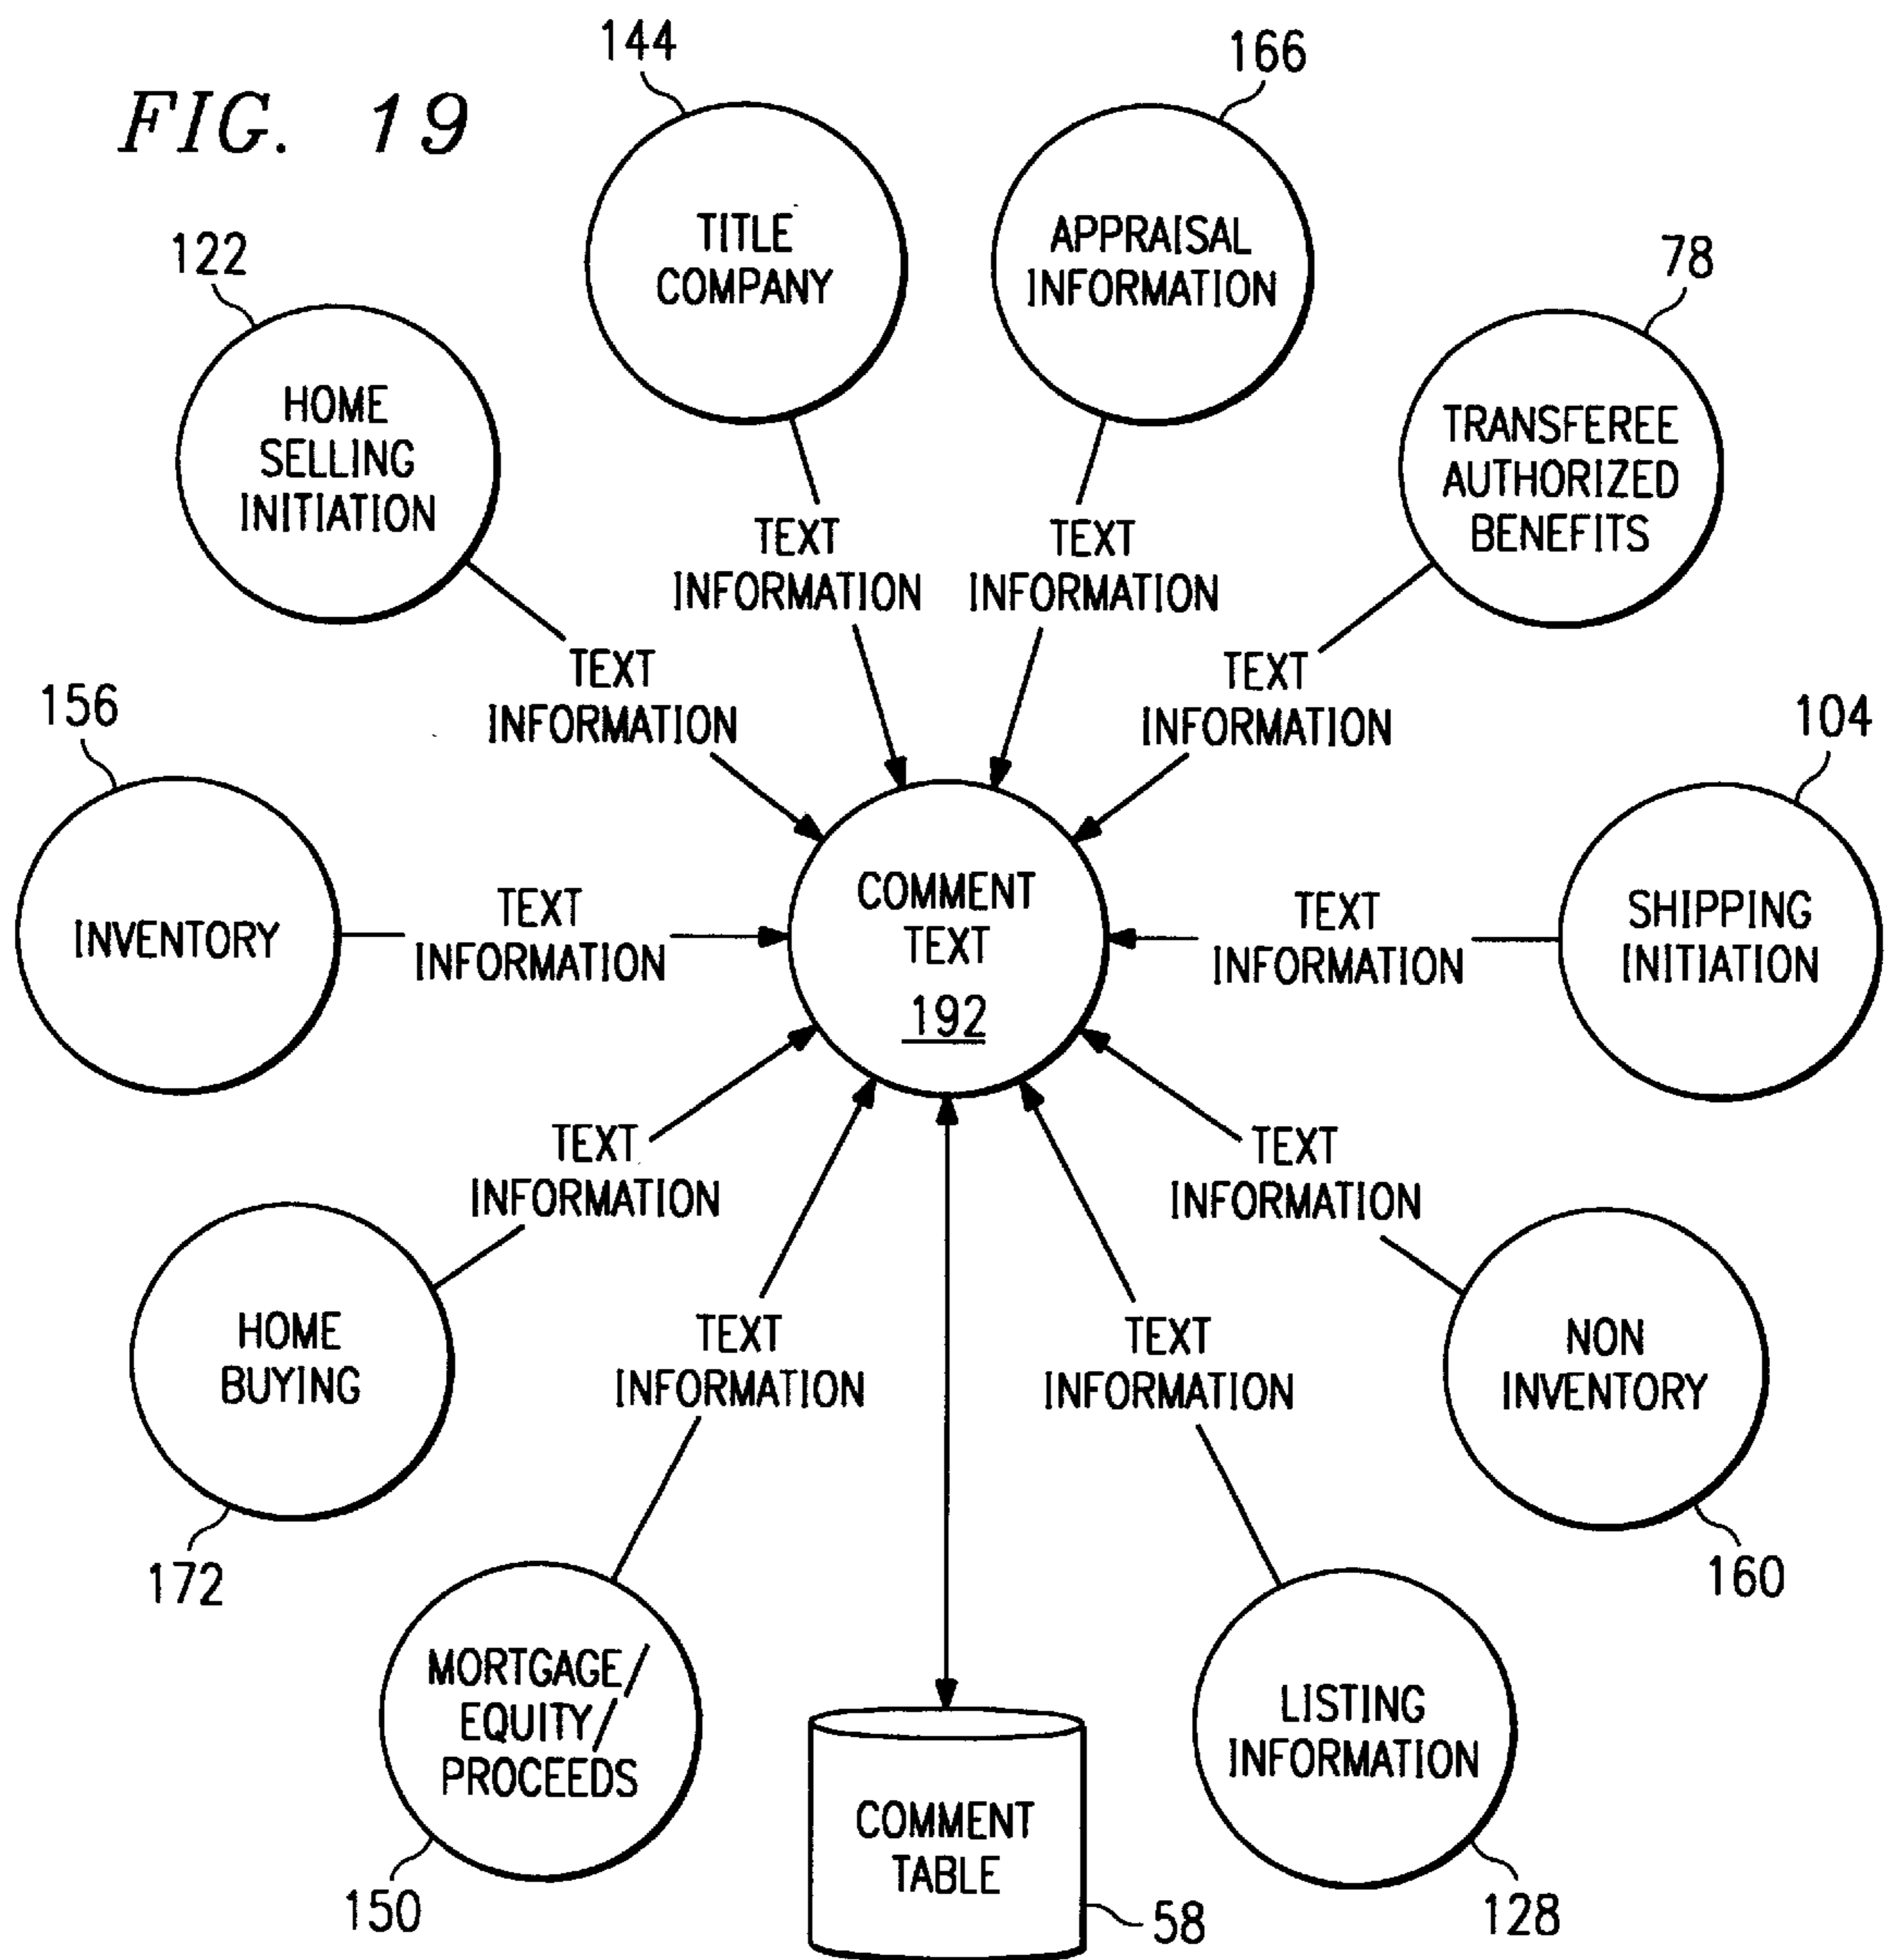 FIG. 19
144
166
TITLE
COMPANY
APPRAISAL
INFORMATION
122
78
HOME
SELLING
INITIATION
TRANSFEREE
AUTHORIZED
BENEFITS
TEXT
INFORMATION
TEXT
INFORMATION
TEXT
INFORMATION
TEXT
INFORMATION
156
104
INVENTORY
TEXT
INFORMATION
COMMENT
TEXT
192
TEXT
INFORMATION
SHIPPING
INITIATION
TEXT
INFORMATION
TEXT
INFORMATION
HOME
BUYING
TEXT
INFORMATION
TEXT
INFORMATION
NON
INVENTORY
172
160
MORTGAGE/
EQUITY/
PROCEEDS
LISTING
INFORMATION
COMMENT
TABLE
150
58
128